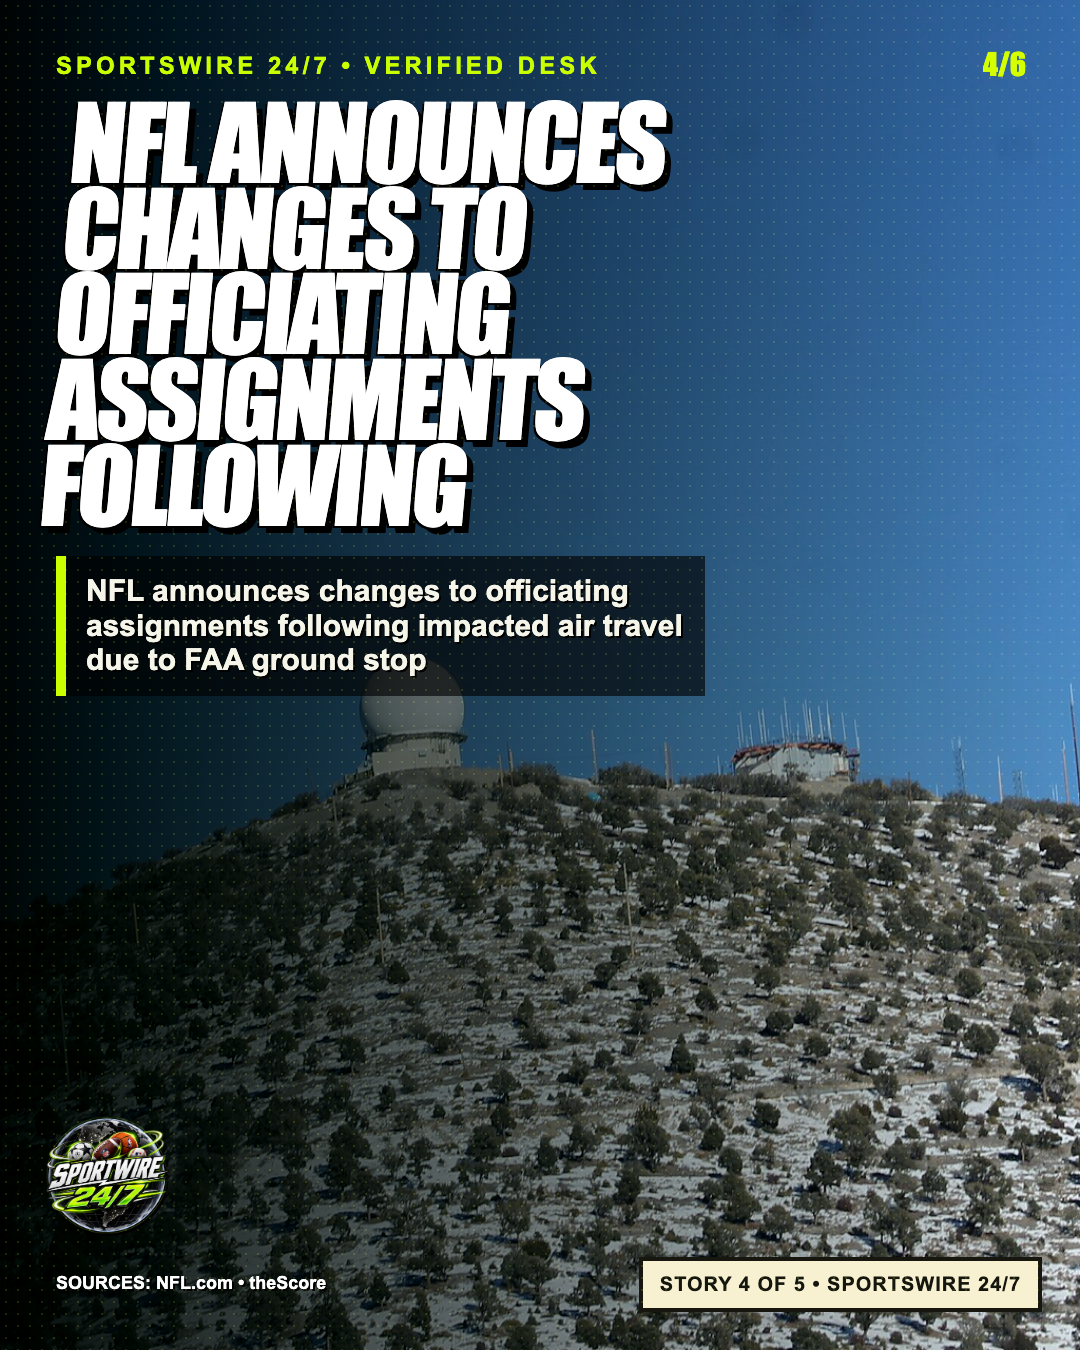 SPORTSWIRE 24/7 • VERIFIED DESK
4/6
NFL ANNOUNCES
CHANGES TO
OFFICIATING
ASSIGNMENTS
FOLLOWING
NFL announces changes to officiating
assignments following impacted air travel
due to FAA ground stop
SPORTWIRE
24/7
SOURCES: NFL.com • theScore
STORY 4 OF 5 • SPORTSWIRE 24/7